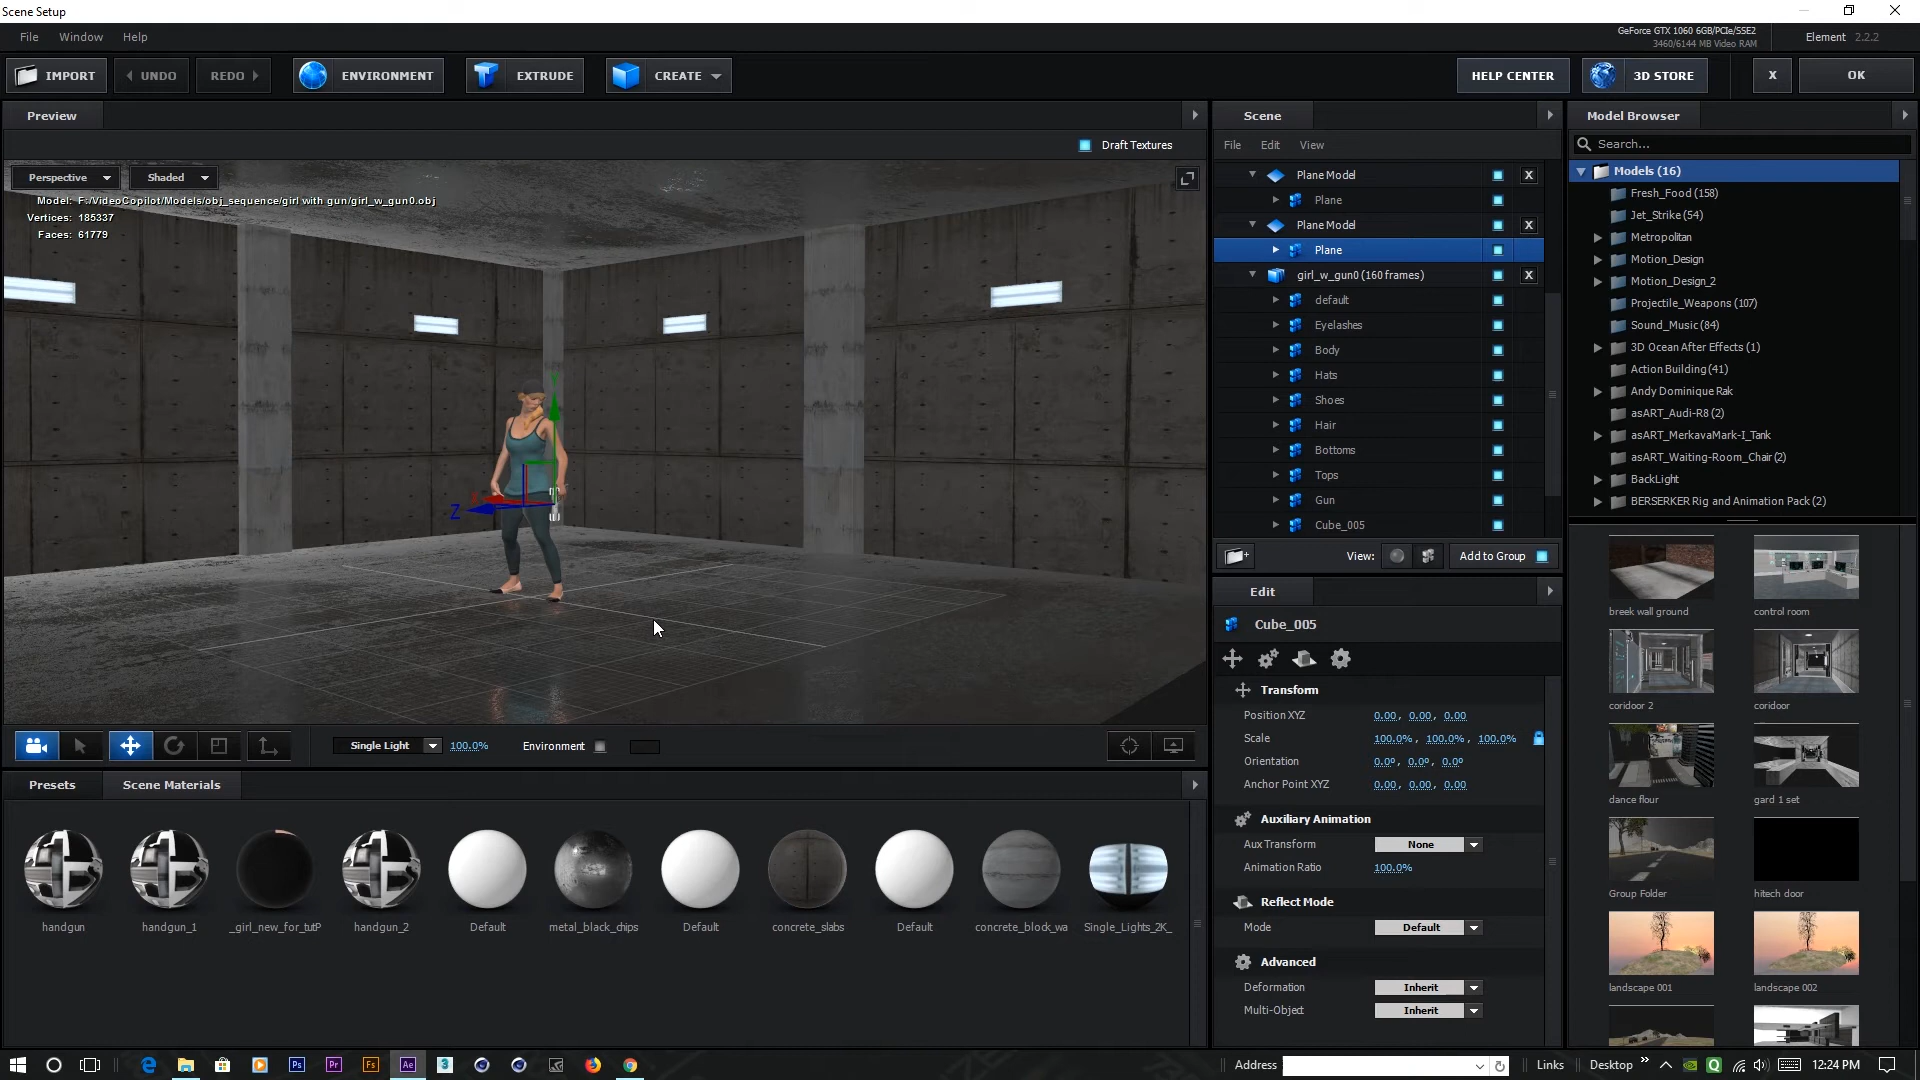 Scene Setup
File Window Help
GeForce GTX 1060 6GB/PCIe/SSE2
3460/6144 MB Video RAM
Element 2.2.2
IMPORT UNDO REDO ENVIRONMENT EXTRUDE CREATE HELP CENTER 3D STORE X OK
Preview
Draft Textures
Perspective Shaded
Model: F:/VideoCopilot/Models/obj_sequence/girl with gun/girl_w_gun0.obj
Vertices: 185337
Faces: 61779
Y
X
Z
Single Light 100.0% Environment
Presets Scene Materials
handgun handgun_1 _girl_new_for_tutP handgun_2 Default metal_black_chips Default concrete_slabs Default concrete_block_wa Single_Lights_2K_
Scene
File Edit View
Plane Model X
Plane
Plane Model X
Plane
girl_w_gun0 (160 frames) X
default
Eyelashes
Body
Hats
Shoes
Hair
Bottoms
Tops
Gun
Cube_005
View: Add to Group
Edit
Cube_005
Transform
Position XYZ 0.00, 0.00, 0.00
Scale 100.0%, 100.0%, 100.0%
Orientation 0.0º, 0.0º, 0.0º
Anchor Point XYZ 0.00, 0.00, 0.00
Auxiliary Animation
Aux Transform None
Animation Ratio 100.0%
Reflect Mode
Mode Default
Advanced
Deformation Inherit
Multi-Object Inherit
Model Browser
Search...
Models (16)
Fresh_Food (158)
Jet_Strike (54)
Metropolitan
Motion_Design
Motion_Design_2
Projectile_Weapons (107)
Sound_Music (84)
3D Ocean After Effects (1)
Action Building (41)
Andy Dominique Rak
asART_Audi-R8 (2)
asART_MerkavaMark-I_Tank
asART_Waiting-Room_Chair (2)
BackLight
BERSERKER Rig and Animation Pack (2)
breek wall ground control room
coridoor 2 coridoor
dance flour gard 1 set
Group Folder hitech door
landscape 001 landscape 002
Ps Pr Fs Ae 3
Address Links Desktop 12:24 PM